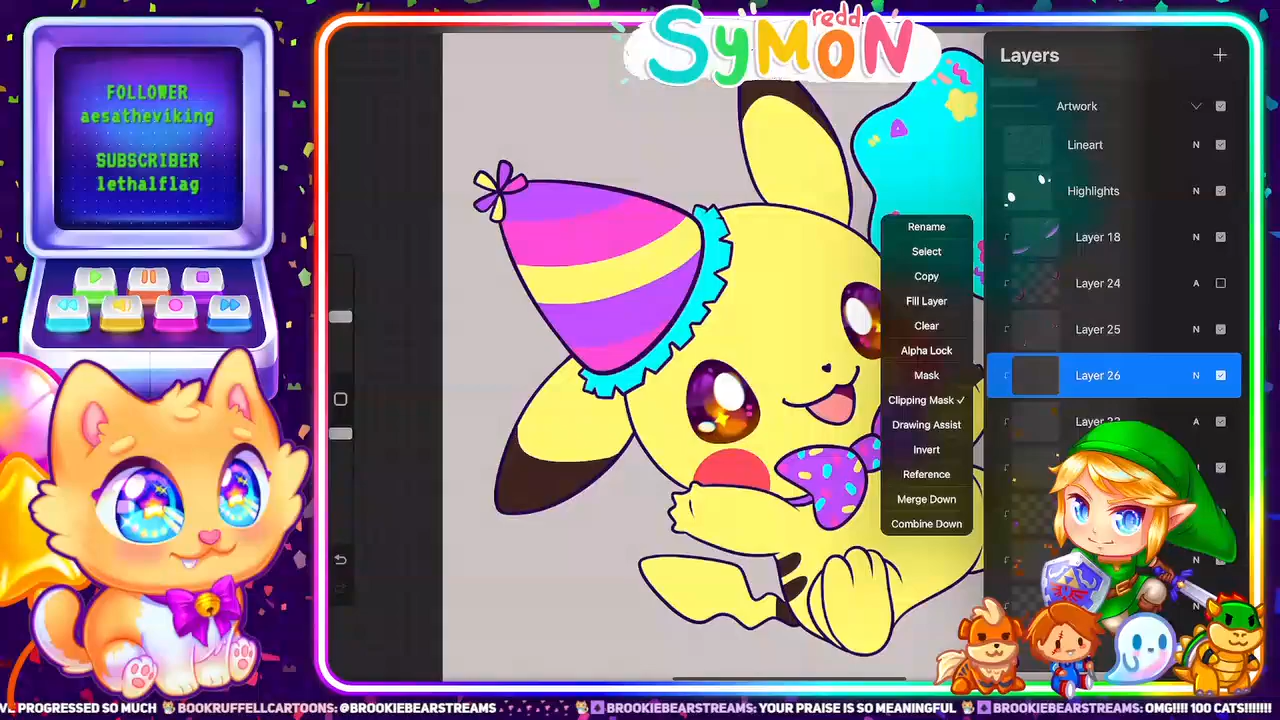 FOLLOWER
aesatheviking
SUBSCRIBER
lethalflag
redd
SyMON
Layers
Artwork
Lineart N
Highlights N
Layer 18 N
Layer 24 A
Layer 25 N
Layer 26 N
A
N
N
Rename
Select
Copy
Fill Layer
Clear
Alpha Lock
Mask
Clipping Mask
Drawing Assist
Invert
Reference
Merge Down
Combine Down
VE PROGRESSED SO MUCH BOOKRUFFELLCARTOONS: @BROOKIEBEARSTREAMS BROOKIEBEARSTREAMS: YOUR PRAISE IS SO MEANINGFUL BROOKIEBEARSTREAMS: OMG!!!! 100 CATS!!!!!!!